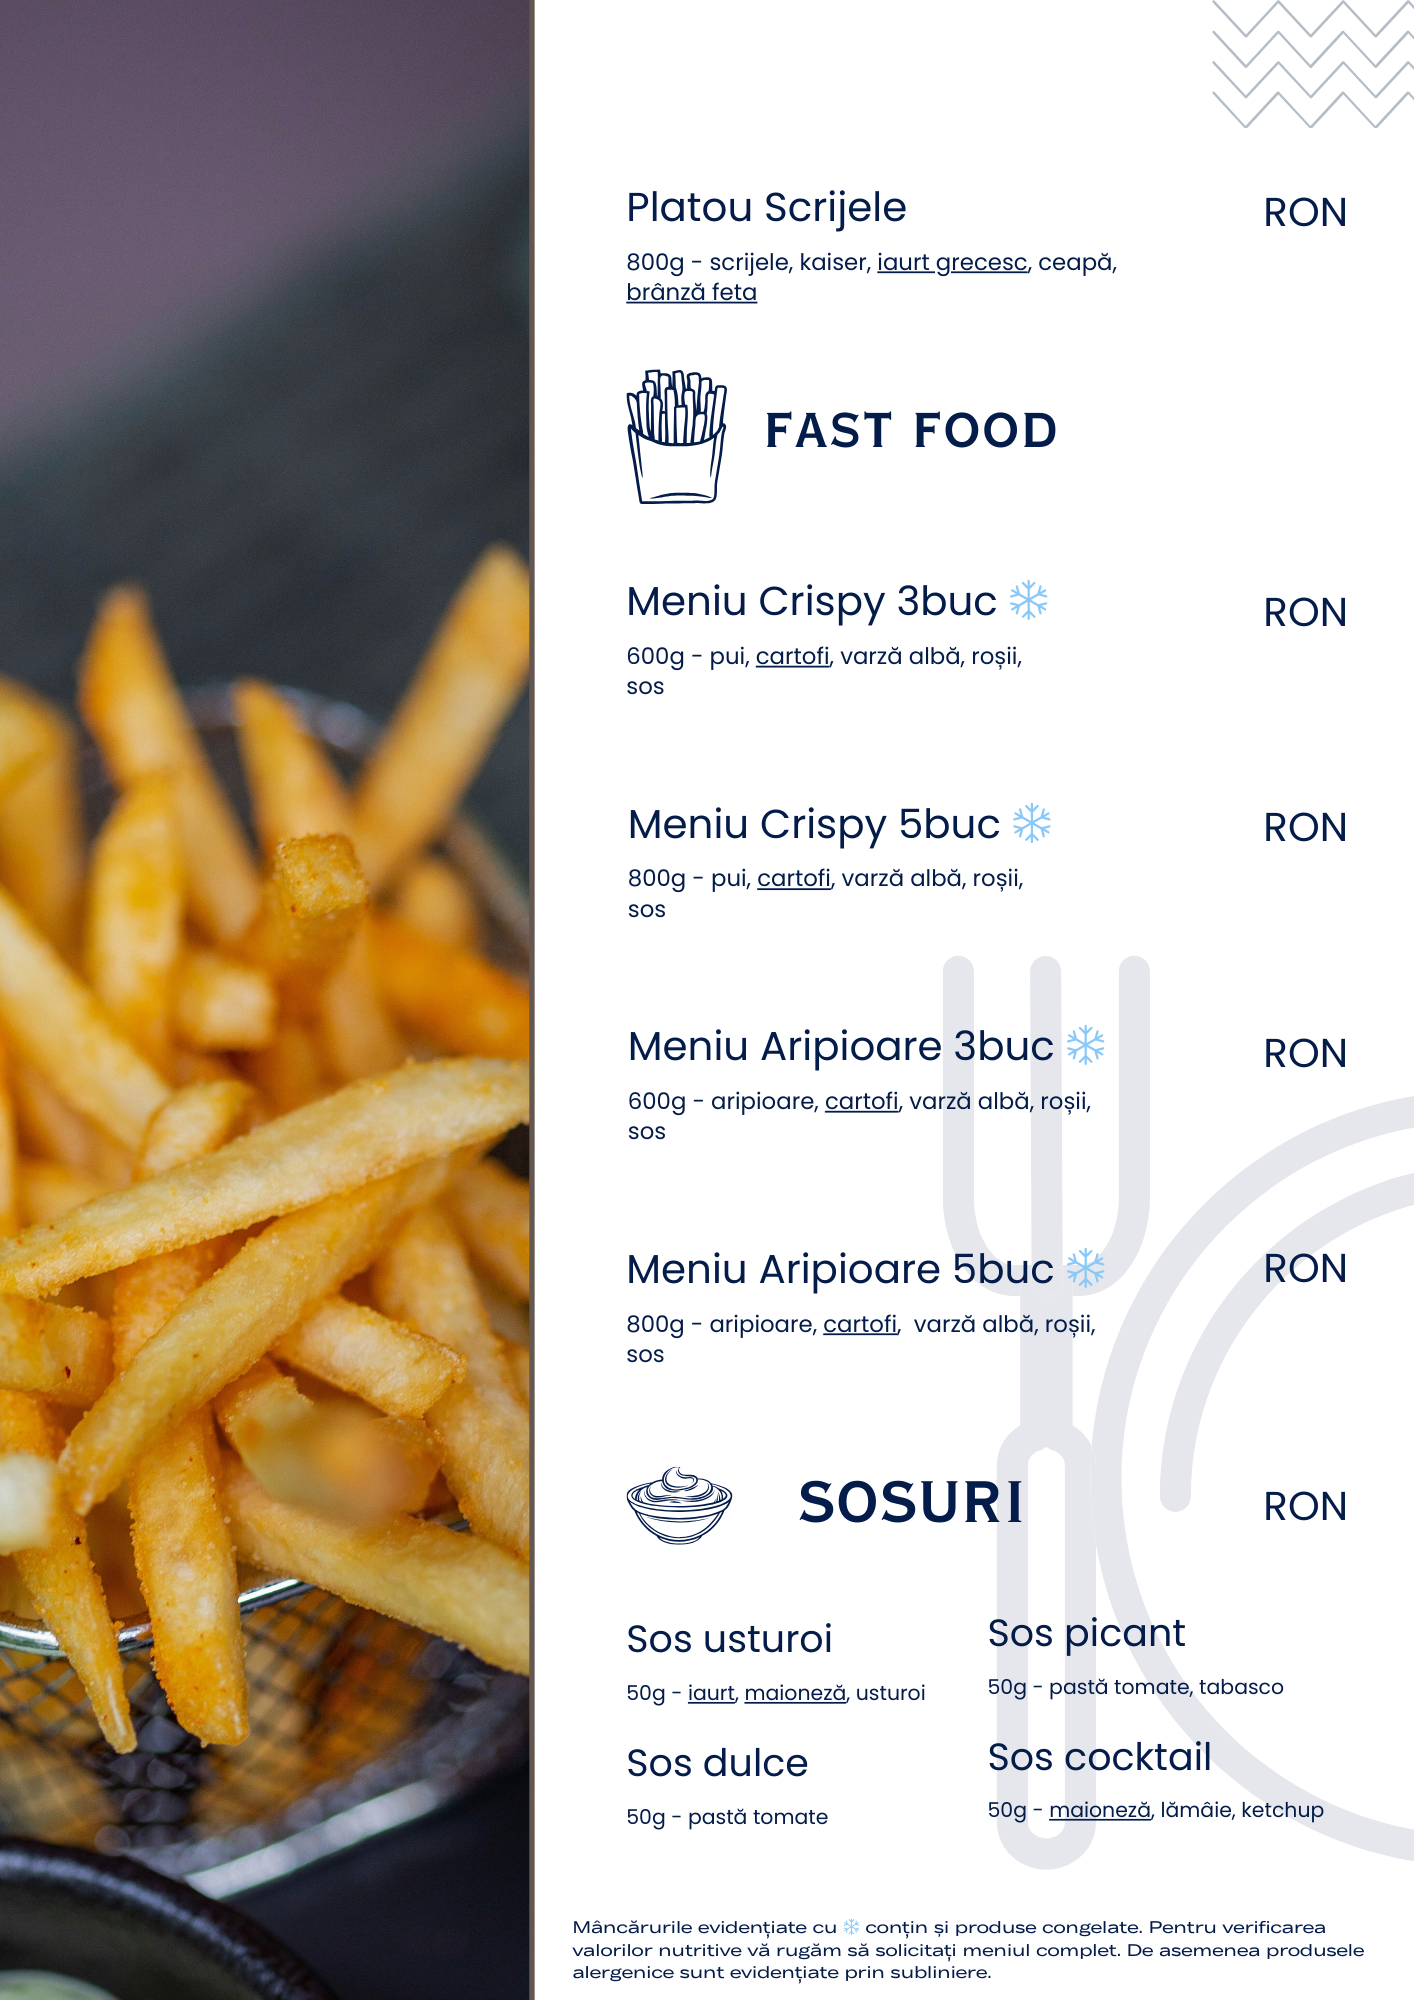 Platou Scrijele
RON
800g - scrijele, kaiser, iaurt grecesc, ceapă,
brânză feta
FAST FOOD
Meniu Crispy 3buc
RON
600g - pui, cartofi, varză albă, roșii,
sos
Meniu Crispy 5buc
RON
800g - pui, cartofi, varză albă, roșii,
sos
Meniu Aripioare 3buc
RON
600g - aripioare, cartofi, varză albă, roșii,
sos
Meniu Aripioare 5buc
RON
800g - aripioare, cartofi,  varză albă, roșii,
sos
SOSURI
RON
Sos usturoi
50g - iaurt, maioneză, usturoi
Sos picant
50g - pastă tomate, tabasco
Sos dulce
50g - pastă tomate
Sos cocktail
50g - maioneză, lămâie, ketchup
Mâncărurile evidențiate cu ❄ conțin și produse congelate. Pentru verificarea
valorilor nutritive vă rugăm să solicitați meniul complet. De asemenea produsele
alergenice sunt evidențiate prin subliniere.